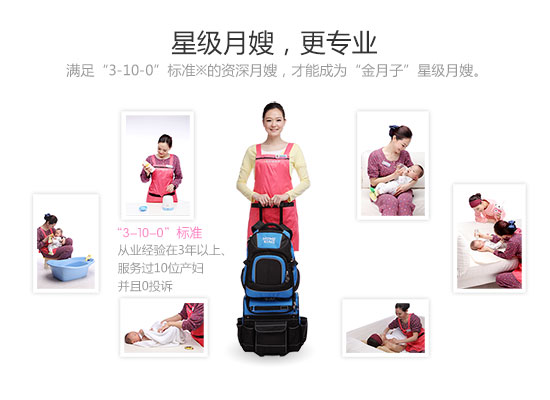 星级月嫂，更专业
满足“3-10-0”标准※的资深月嫂，才能成为“金月子”星级月嫂。
“3-10-0”标准
从业经验在3年以上、
服务过10位产妇
并且0投诉